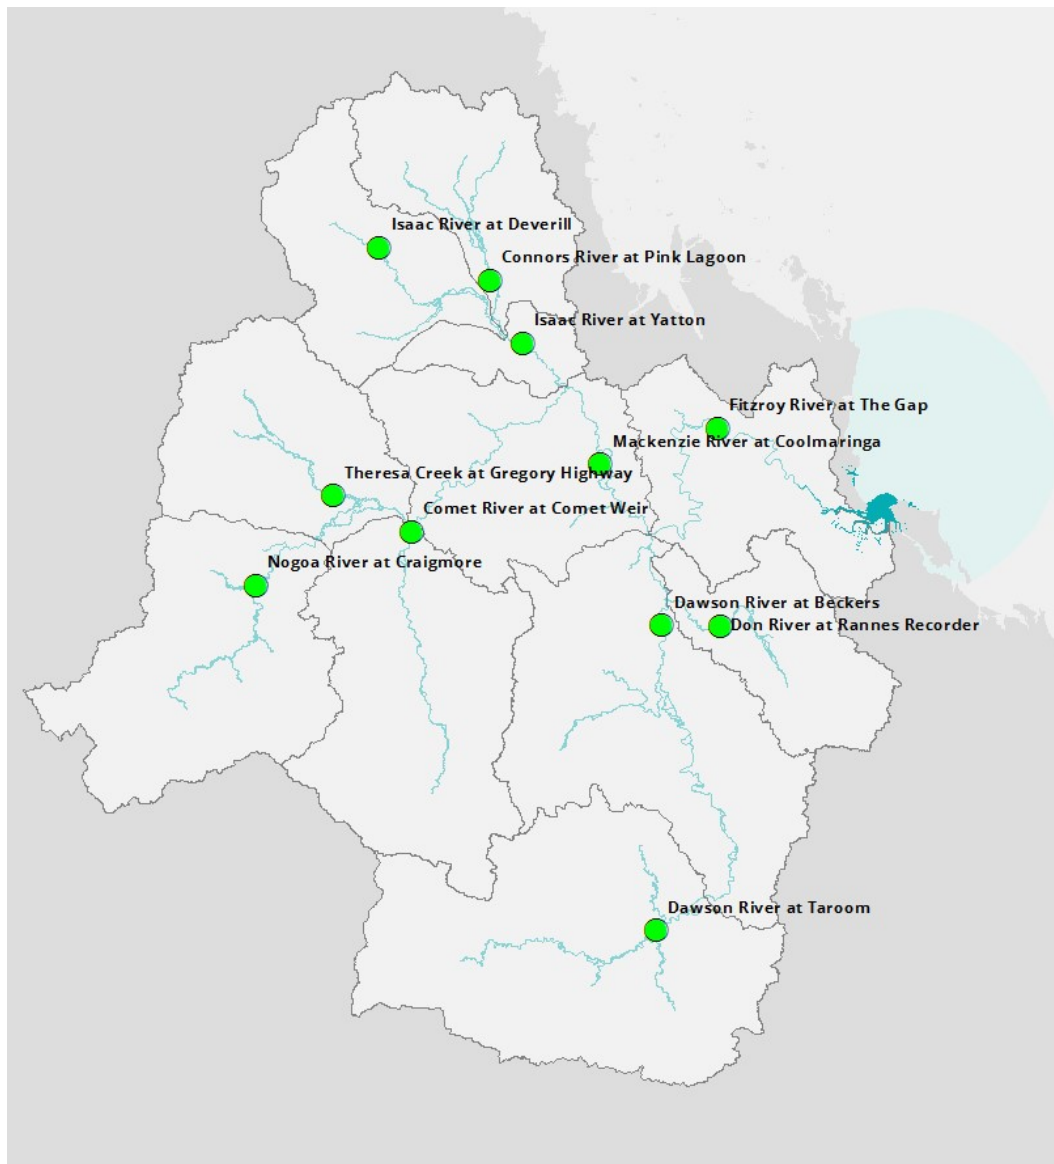 Isaac River at Deverill
Connors River at Pink Lagoon
Isaac River at Yatton
Fitzroy River at The Gap
Mackenzie River at Coolmaringa
Theresa Creek at Gregory Highway
Comet River at Comet Weir
Nogoa River at Craigmore
Dawson River at Beckers
Don River at Rannes Recorder
Dawson River at Taroom